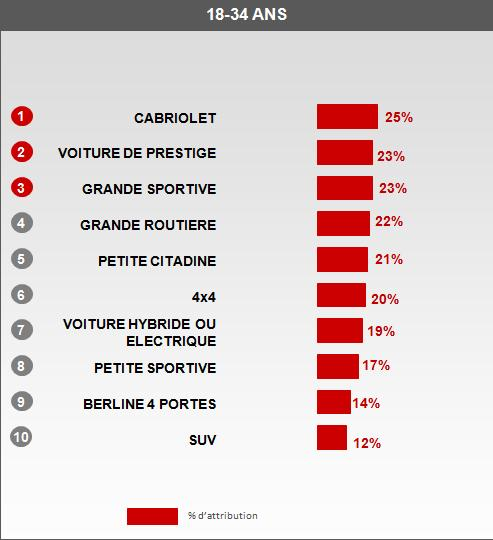 18-34 ANS
1 CABRIOLET 25%
2 VOITURE DE PRESTIGE 23%
3 GRANDE SPORTIVE 23%
4 GRANDE ROUTIERE 22%
5 PETITE CITADINE 21%
6 4x4 20%
7 VOITURE HYBRIDE OU 19%
ELECTRIQUE
8 PETITE SPORTIVE 17%
9 BERLINE 4 PORTES 14%
10 SUV 12%
% d'attribution